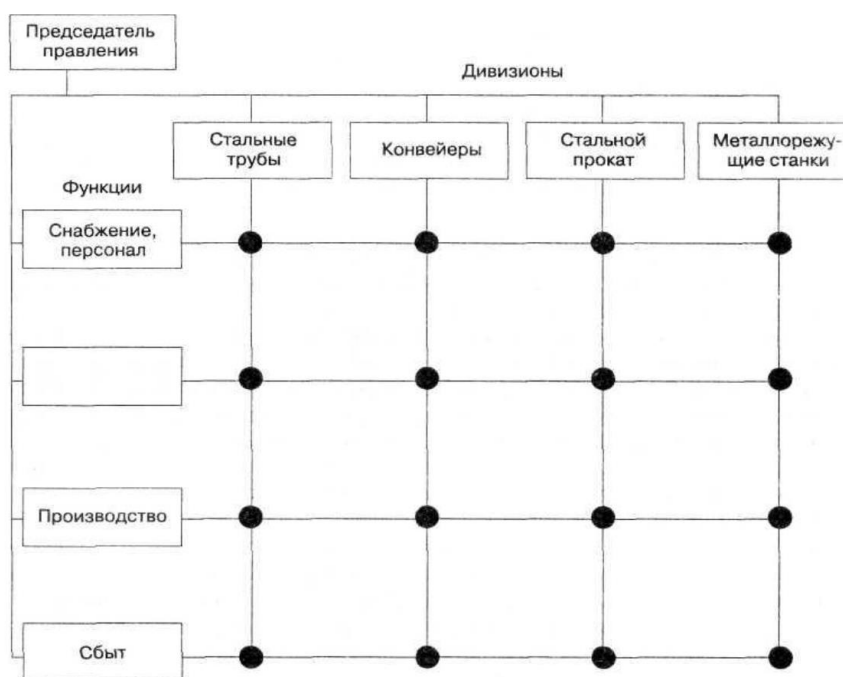 Председатель
правления
Дивизионы
Стальные
трубы
Конвейеры
Стальной
прокат
Металлорежу-
щие станки
Функции
Снабжение,
персонал
Производство
Сбыт